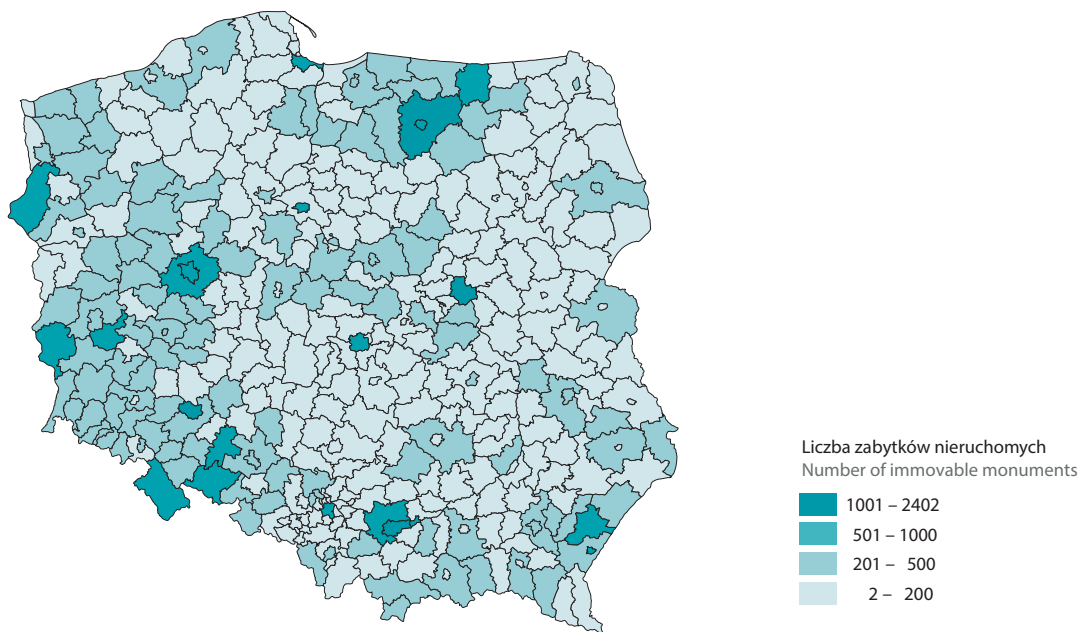 Liczba zabytków nieruchomych
Number of immovable monuments
1001 – 2402
501 – 1000
201 – 500
2 – 200